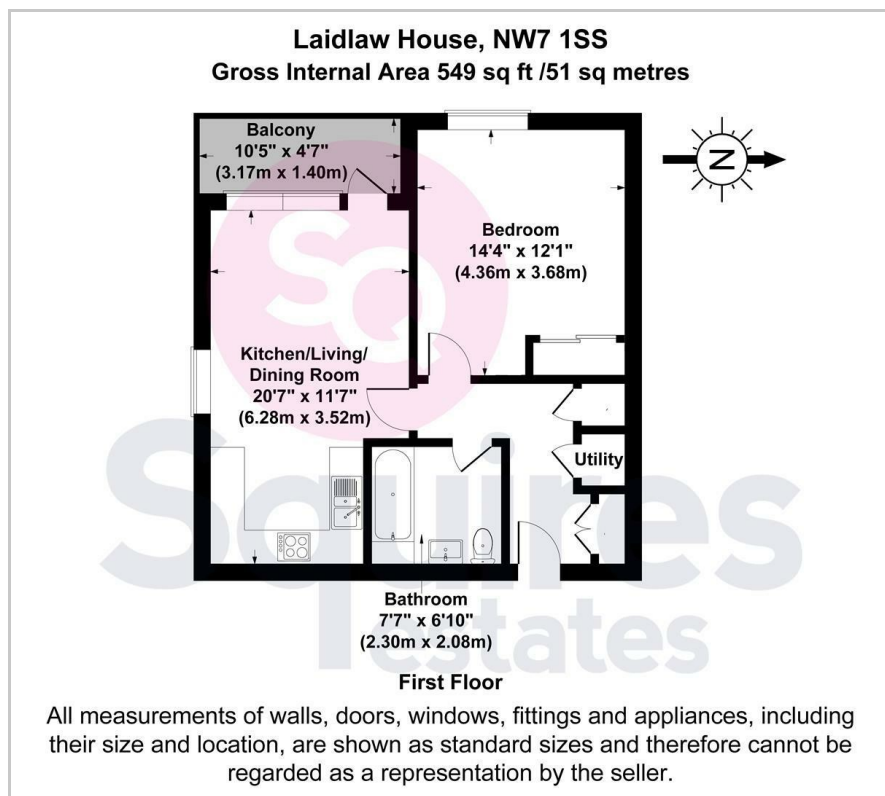 Laidlaw House, NW7 1SS
Gross Internal Area 549 sq ft /51 sq metres
Balcony
10'5" x 4'7"
(3.17m x 1.40m)
N
Bedroom
14'4" x 12'1"
(4.36m x 3.68m)
SQ
Kitchen/Living/
Dining Room
20'7" x 11'7"
(6.28m x 3.52m)
Utility
Squires
estates
Bathroom
7'7" x 6'10"
(2.30m x 2.08m)
First Floor
All measurements of walls, doors, windows, fittings and appliances, including
their size and location, are shown as standard sizes and therefore cannot be
regarded as a representation by the seller.